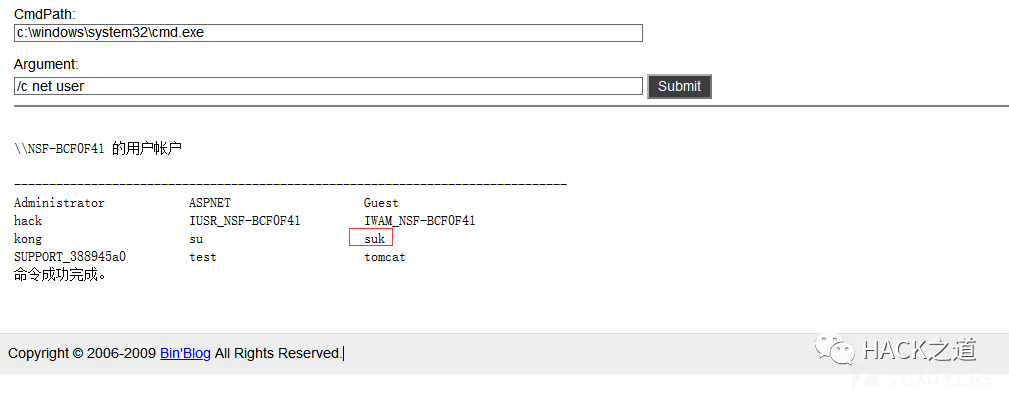 CmdPath:
c:\windows\system32\cmd.exe
Argument:
/c net user Submit
\\NSF-BCF0F41 的用户帐户
-------------------------------------------------------------------------------
Administrator ASPNET Guest
hack IUSR_NSF-BCF0F41 IWAM_NSF-BCF0F41
kong su suk
SUPPORT_388945a0 test tomcat
命令成功完成。
Copyright © 2006-2009 Bin'Blog All Rights Reserved.
HACK之道
先知社区